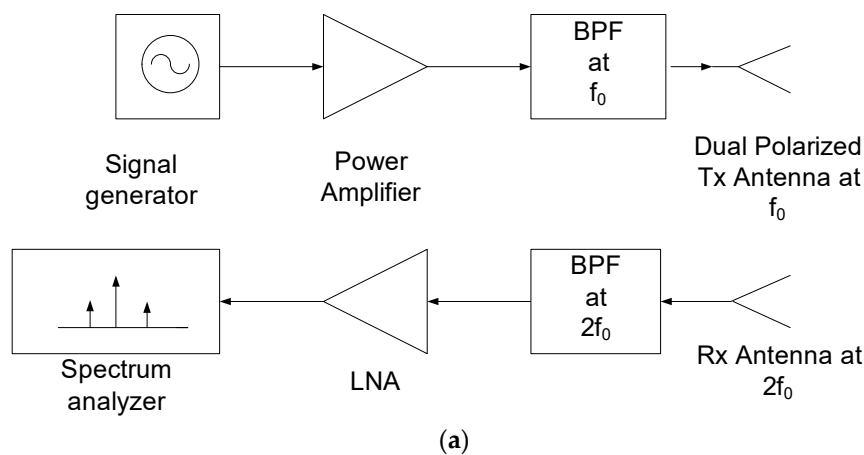 BPF
at
f₀
Signal
generator
Power
Amplifier
Dual Polarized
Tx Antenna at
f₀
BPF
at
2f₀
Spectrum
analyzer
LNA
Rx Antenna at
2f₀
(a)